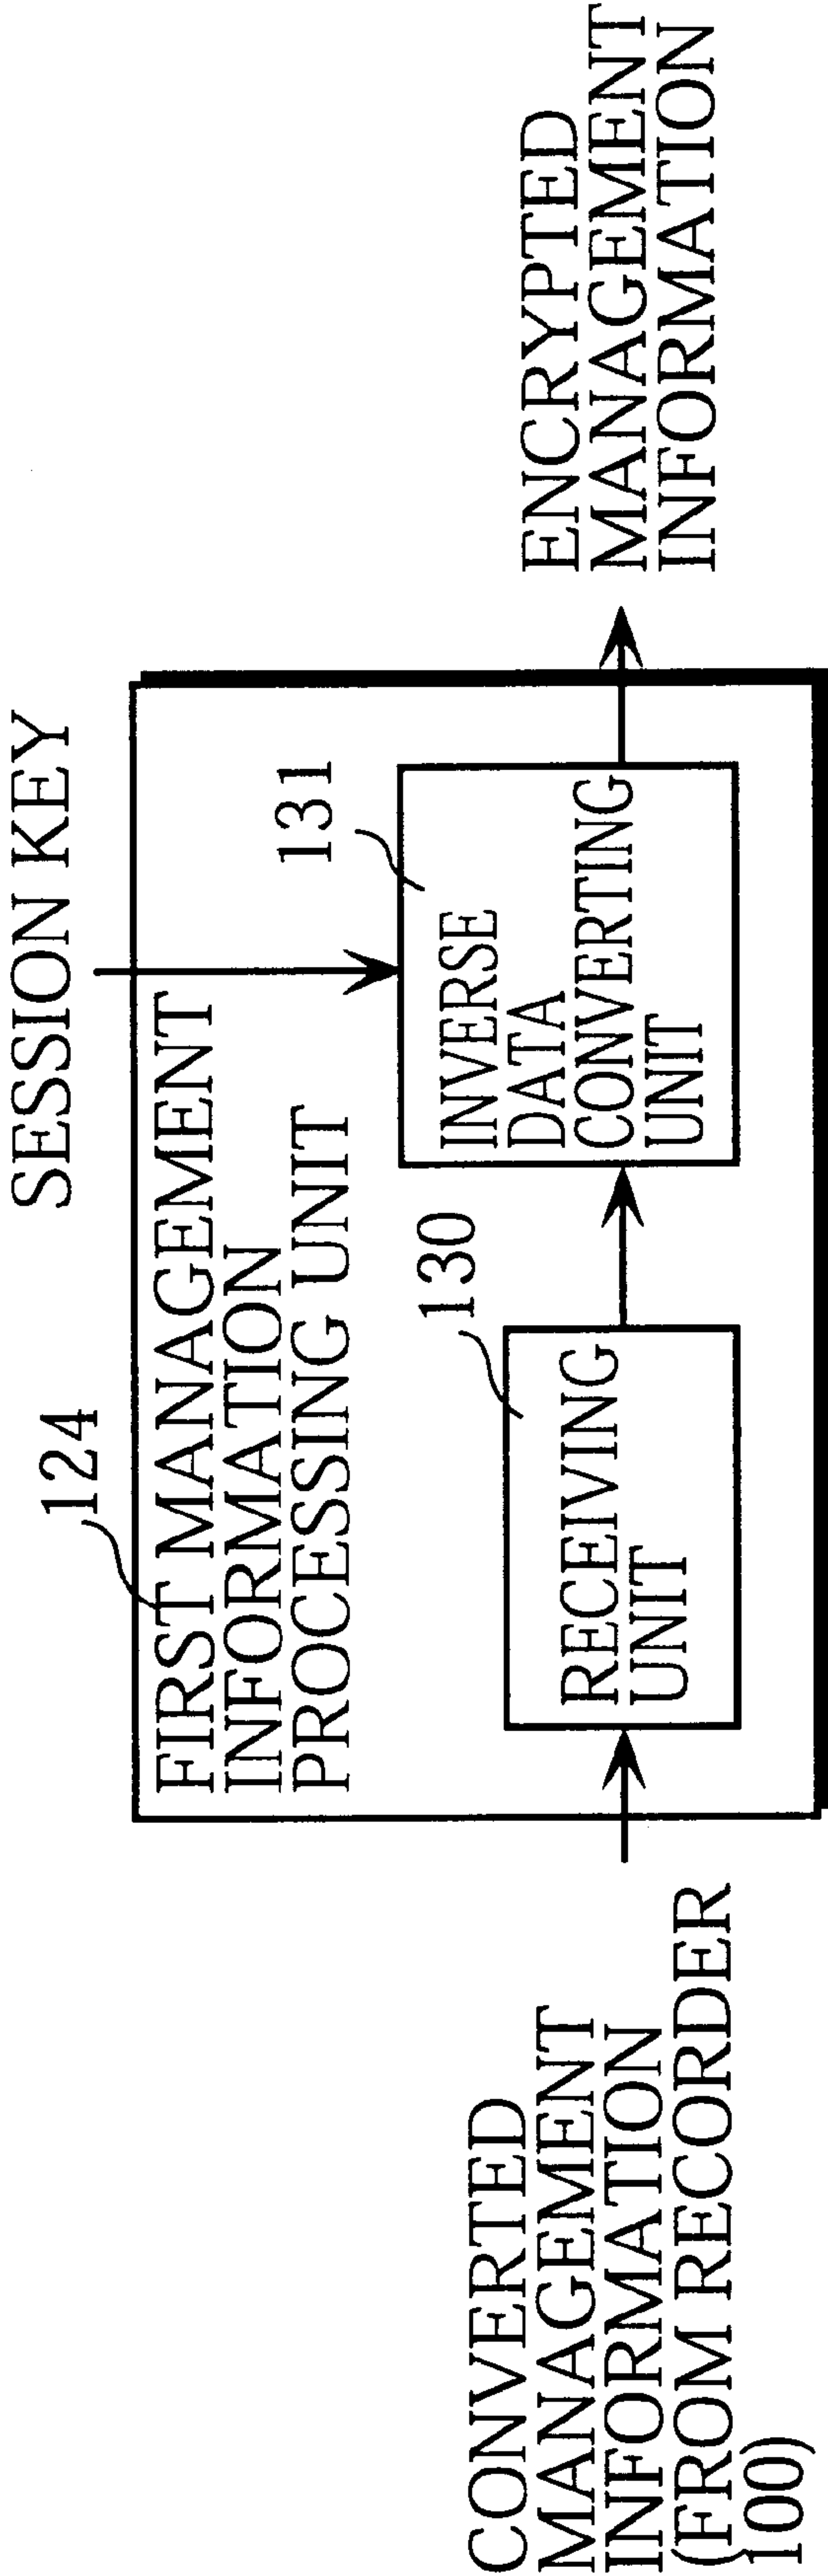 SESSION KEY
124
FIRST MANAGEMENT
INFORMATION
PROCESSING UNIT
131
INVERSE
DATA
CONVERTING
UNIT
130
RECEIVING
UNIT
CONVERTED
MANAGEMENT
INFORMATION
(FROM RECORDER
100)
ENCRYPTED
MANAGEMENT
INFORMATION